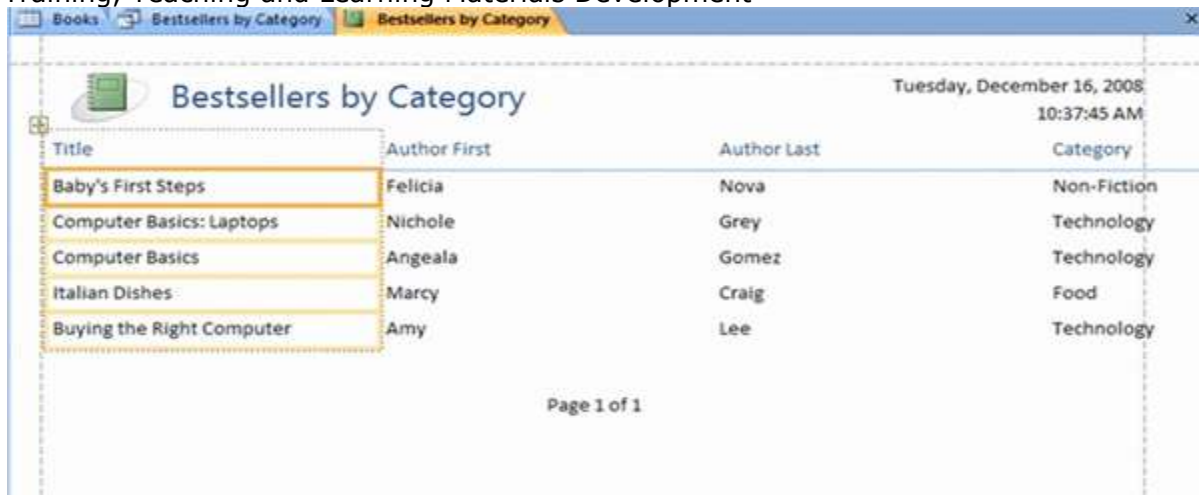 Training, Teaching and Learning Materials Development
Books Bestsellers by Category Bestsellers by Category
Bestsellers by Category
Tuesday, December 16, 2008
10:37:45 AM
Title Author First Author Last Category
Baby's First Steps Felicia Nova Non-Fiction
Computer Basics: Laptops Nichole Grey Technology
Computer Basics Angeala Gomez Technology
Italian Dishes Marcy Craig Food
Buying the Right Computer Amy Lee Technology
Page 1 of 1